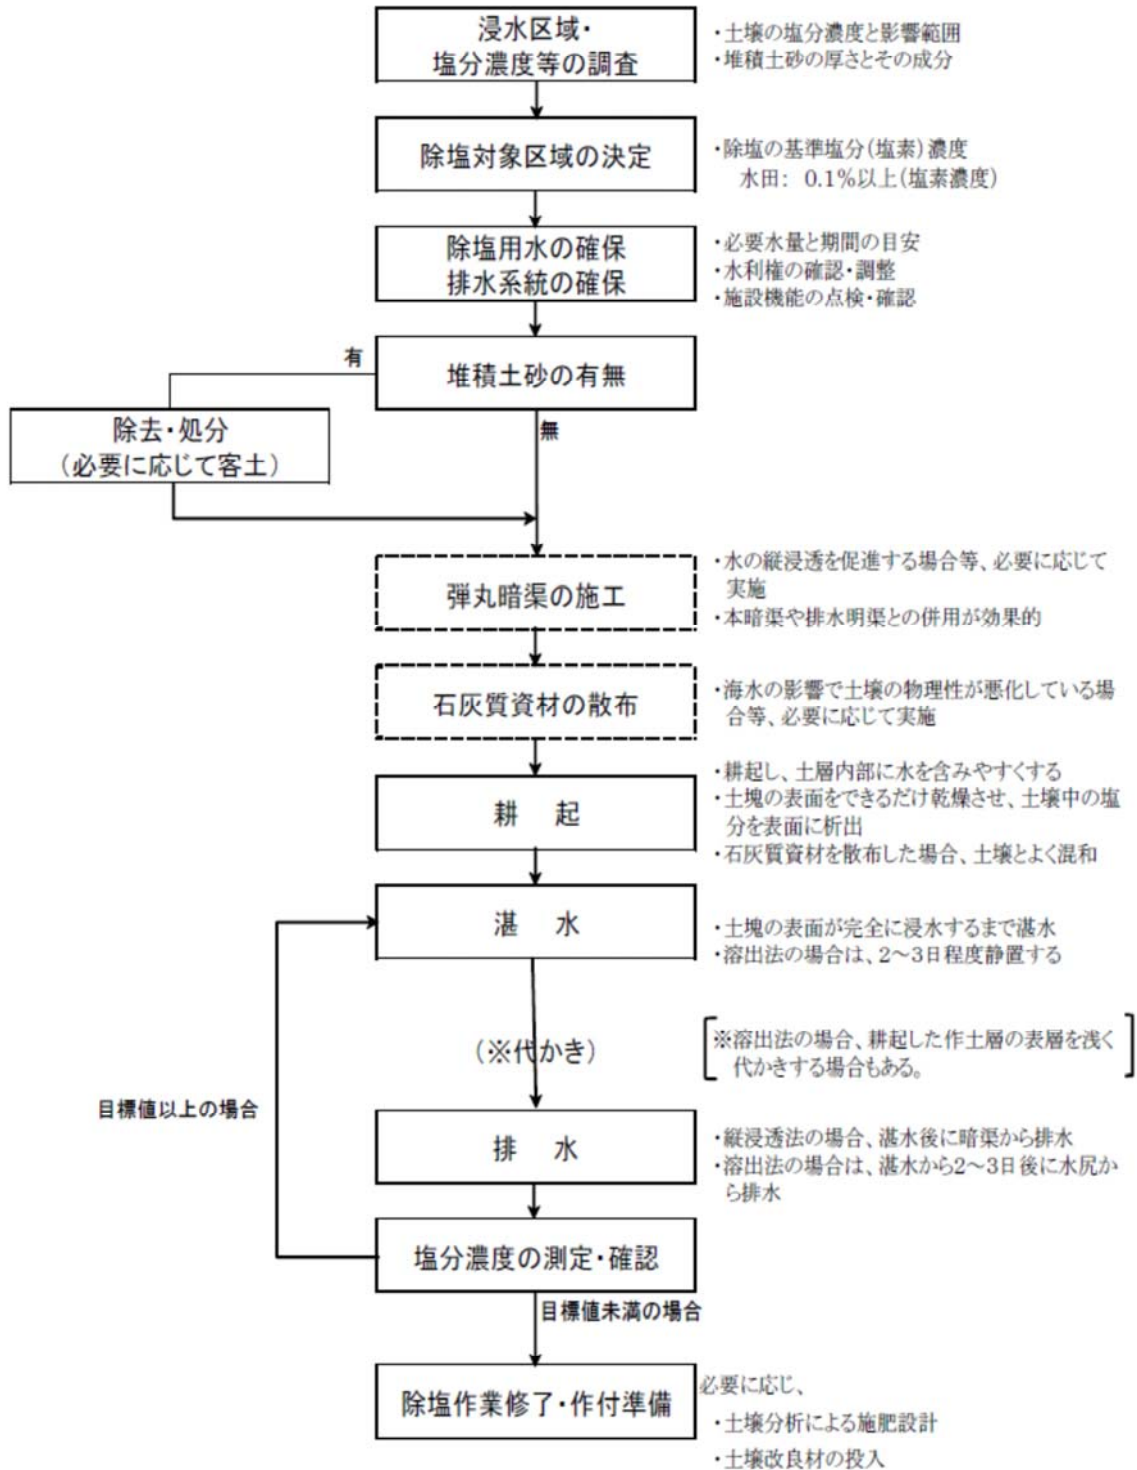 浸水区域・
塩分濃度等の調査
・土壌の塩分濃度と影響範囲
・堆積土砂の厚さとその成分
除塩対象区域の決定
・除塩の基準塩分(塩素)濃度
水田: 0.1%以上(塩素濃度)
除塩用水の確保
排水系統の確保
・必要水量と期間の目安
・水利権の確認・調整
・施設機能の点検・確認
堆積土砂の有無
有
無
除去・処分
(必要に応じて客土)
弾丸暗渠の施工
・水の縦浸透を促進する場合等、必要に応じて
実施
・本暗渠や排水明渠との併用が効果的
石灰質資材の散布
・海水の影響で土壌の物理性が悪化している場
合等、必要に応じて実施
耕 起
・耕起し、土層内部に水を含みやすくする
・土塊の表面をできるだけ乾燥させ、土壌中の塩
分を表面に析出
・石灰質資材を散布した場合、土壌とよく混和
湛 水
・土塊の表面が完全に浸水するまで湛水
・溶出法の場合は、2~3日程度静置する
(※代かき)
※溶出法の場合、耕起した作土層の表層を浅く
代かきする場合もある。
目標値以上の場合
排 水
・縦浸透法の場合、湛水後に暗渠から排水
・溶出法の場合は、湛水から2~3日後に水尻か
ら排水
塩分濃度の測定・確認
目標値未満の場合
除塩作業修了・作付準備
必要に応じ、
・土壌分析による施肥設計
・土壌改良材の投入